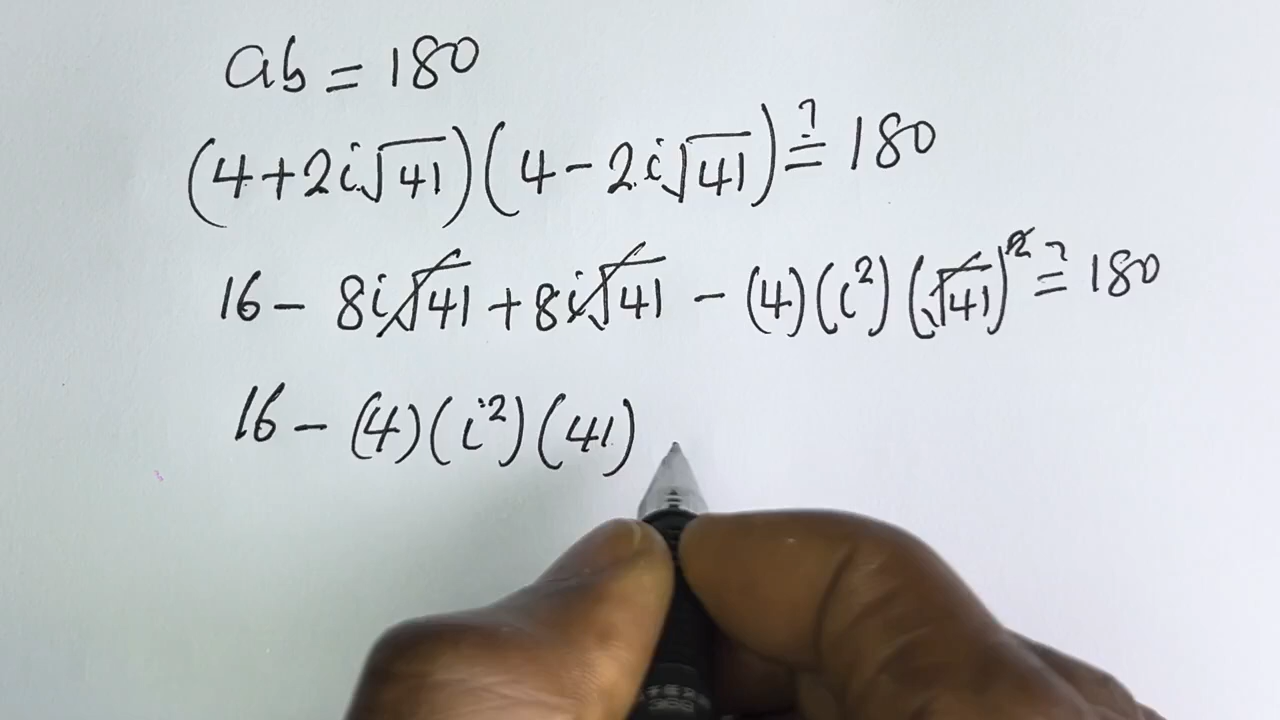 ab = 180
(4+2i√41)(4-2i√41) ≟ 180
16 - 8i√41 + 8i√41 - (4)(i²)(√41)² ≟ 180
16 - (4)(i²)(41)